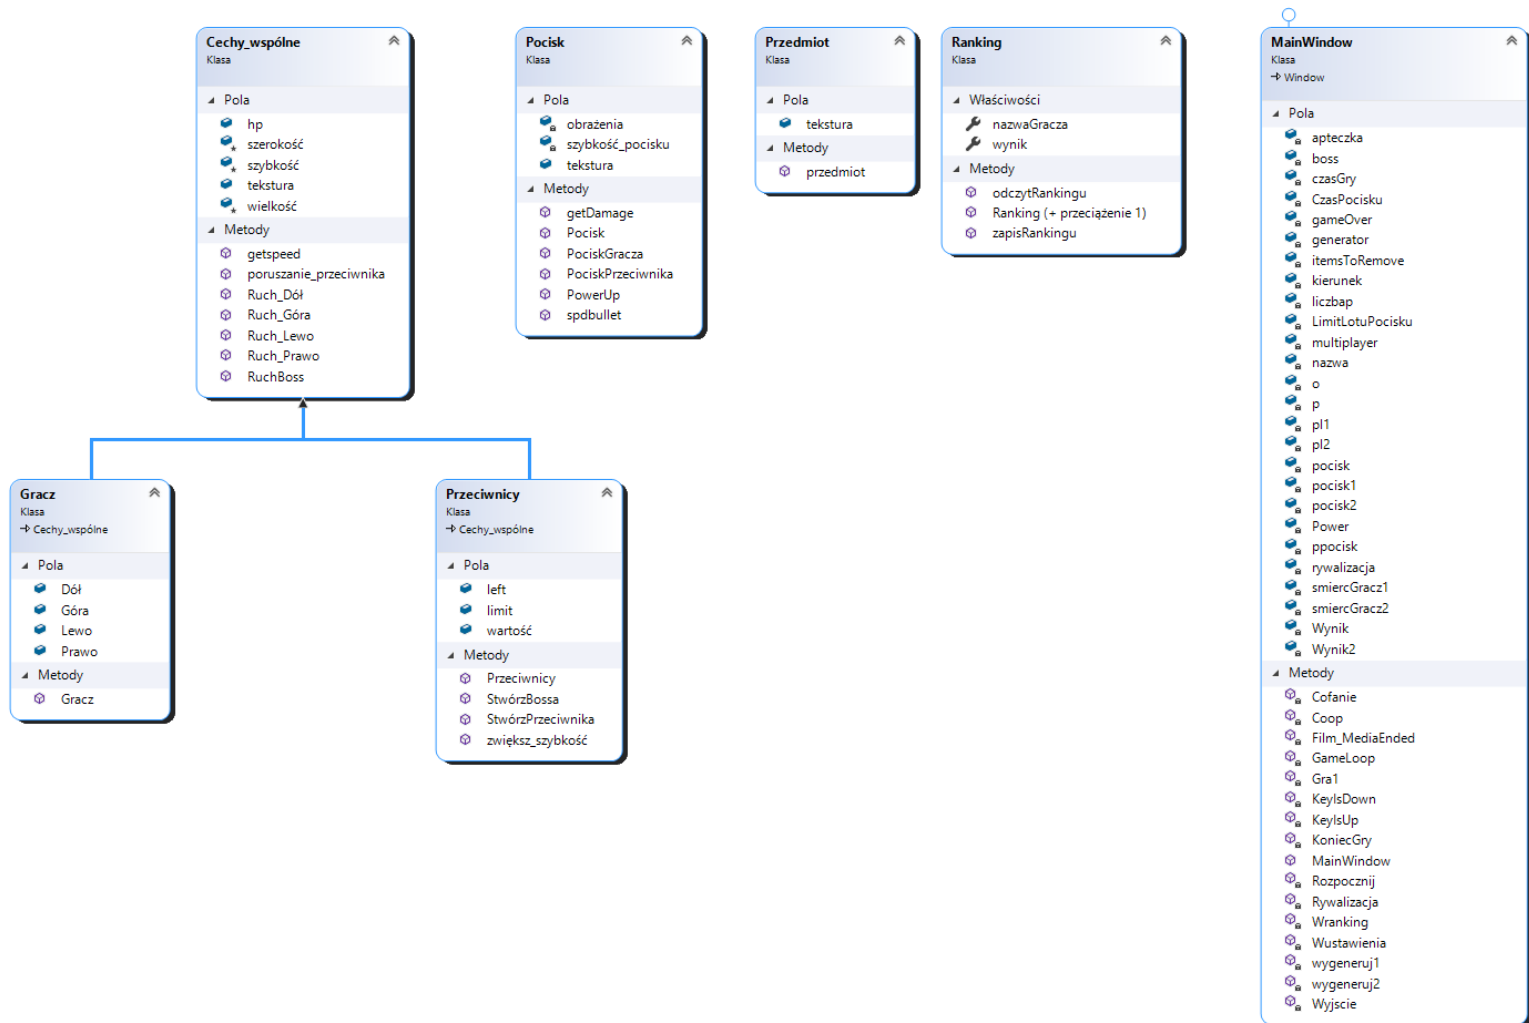 Cechy_wspólne
Klasa
Pola
hp
szerokość
szybkość
tekstura
wielkość
Metody
getspeed
poruszanie_przeciwnika
Ruch_Dół
Ruch_Góra
Ruch_Lewo
Ruch_Prawo
RuchBoss
Pocisk
Klasa
Pola
obrażenia
szybkość_pocisku
tekstura
Metody
getDamage
Pocisk
PociskGracza
PociskPrzeciwnika
PowerUp
spdbullet
Przedmiot
Klasa
Pola
tekstura
Metody
przedmiot
Ranking
Klasa
Właściwości
nazwaGracza
wynik
Metody
odczytRankingu
Ranking (+ przeciążenie 1)
zapisRankingu
MainWindow
Klasa
Window
Pola
apteczka
boss
czasGry
CzasPocisku
gameOver
generator
itemsToRemove
kierunek
liczbap
LimitLotuPocisku
multiplayer
nazwa
o
p
pl1
pl2
pocisk
pocisk1
pocisk2
Power
ppocisk
rywalizacja
smiercGracz1
smiercGracz2
Wynik
Wynik2
Metody
Cofanie
Coop
Film_MediaEnded
GameLoop
Gra1
KeyIsDown
KeyIsUp
KoniecGry
MainWindow
Rozpocznij
Rywalizacja
Wranking
Wustawienia
wygeneruj1
wygeneruj2
Wyjscie
Gracz
Klasa
Cechy_wspólne
Pola
Dół
Góra
Lewo
Prawo
Metody
Gracz
Przeciwnicy
Klasa
Cechy_wspólne
Pola
left
limit
wartość
Metody
Przeciwnicy
StwórzBossa
StwórzPrzeciwnika
zwiększ_szybkość